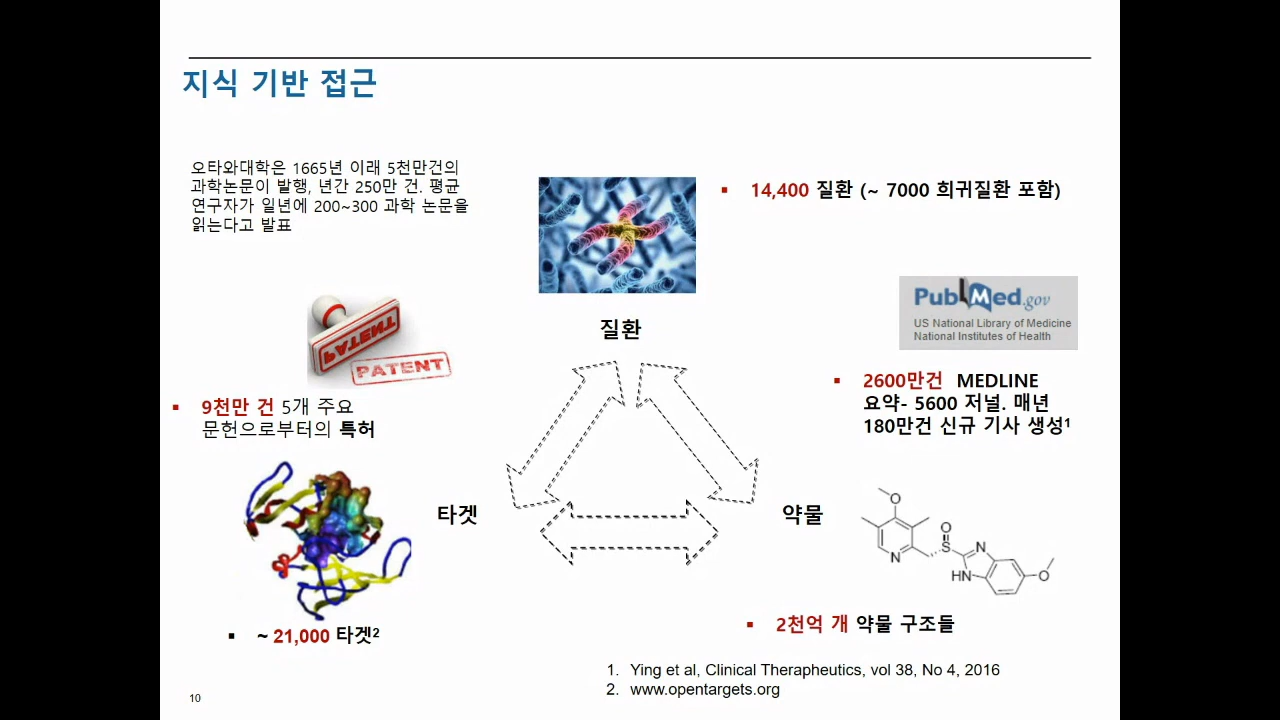 지식 기반 접근
오타와대학은 1665년 이래 5천만건의
과학논문이 발행, 년간 250만 건. 평균
연구자가 일년에 200~300 과학 논문을
읽는다고 발표
▪ 14,400 질환 (~ 7000 희귀질환 포함)
PubMed.gov
US National Library of Medicine
National Institutes of Health
질환
PATENT
PATENT
▪ 9천만 건 5개 주요
문헌으로부터의 특허
▪ 2600만건 MEDLINE
요약- 5600 저널. 매년
180만건 신규 기사 생성1
타겟
약물
O
O
S
N
N
HN
O
▪ ~ 21,000 타겟2
▪ 2천억 개 약물 구조들
1. Ying et al, Clinical Therapheutics, vol 38, No 4, 2016
2. www.opentargets.org
10